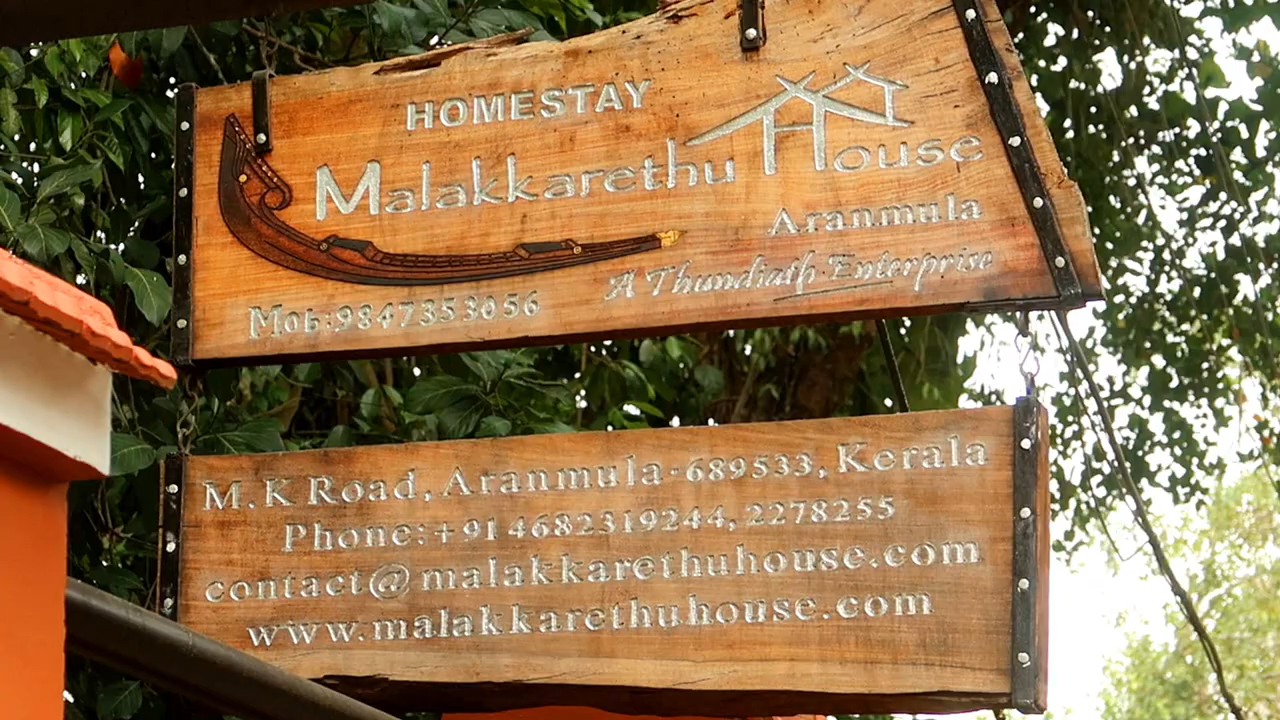 HOMESTAY
Malakkarethu House
Aranmula
A Thundiath Enterprise
Mob:9847353056
M.K Road, Aranmula-689533, Kerala
Phone:+91 4682319244, 2278255
contact@malakkarethuhouse.com
www.malakkarethuhouse.com